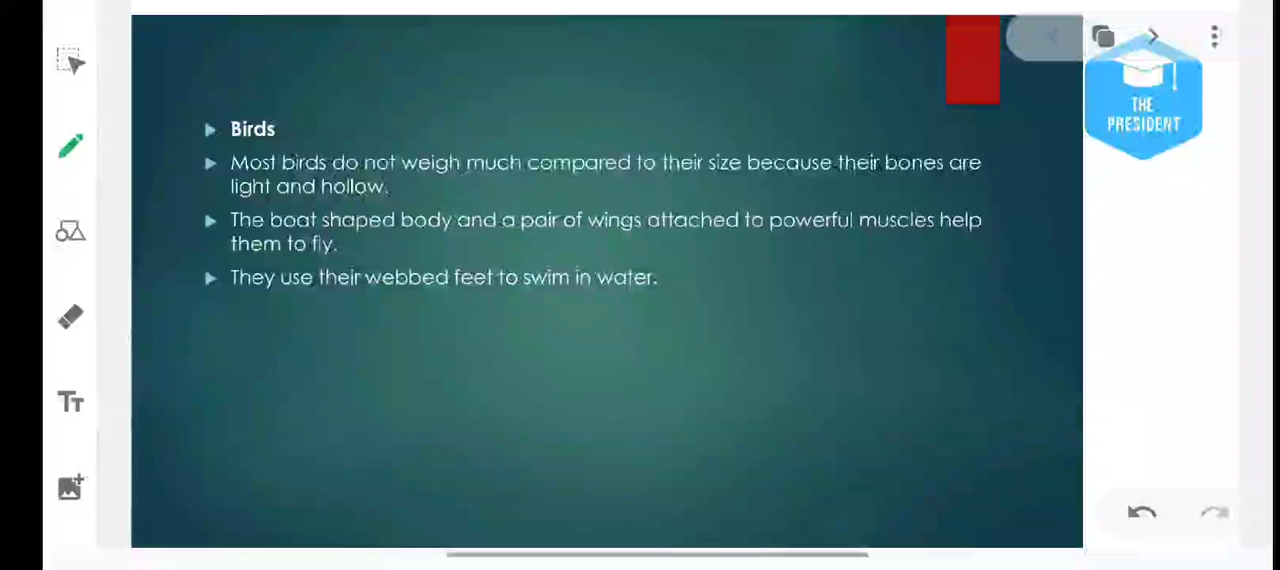 Birds
Most birds do not weigh much compared to their size because their bones are
light and hollow.
The boat shaped body and a pair of wings attached to powerful muscles help
them to fly.
They use their webbed feet to swim in water.
THE
PRESIDENT
TT